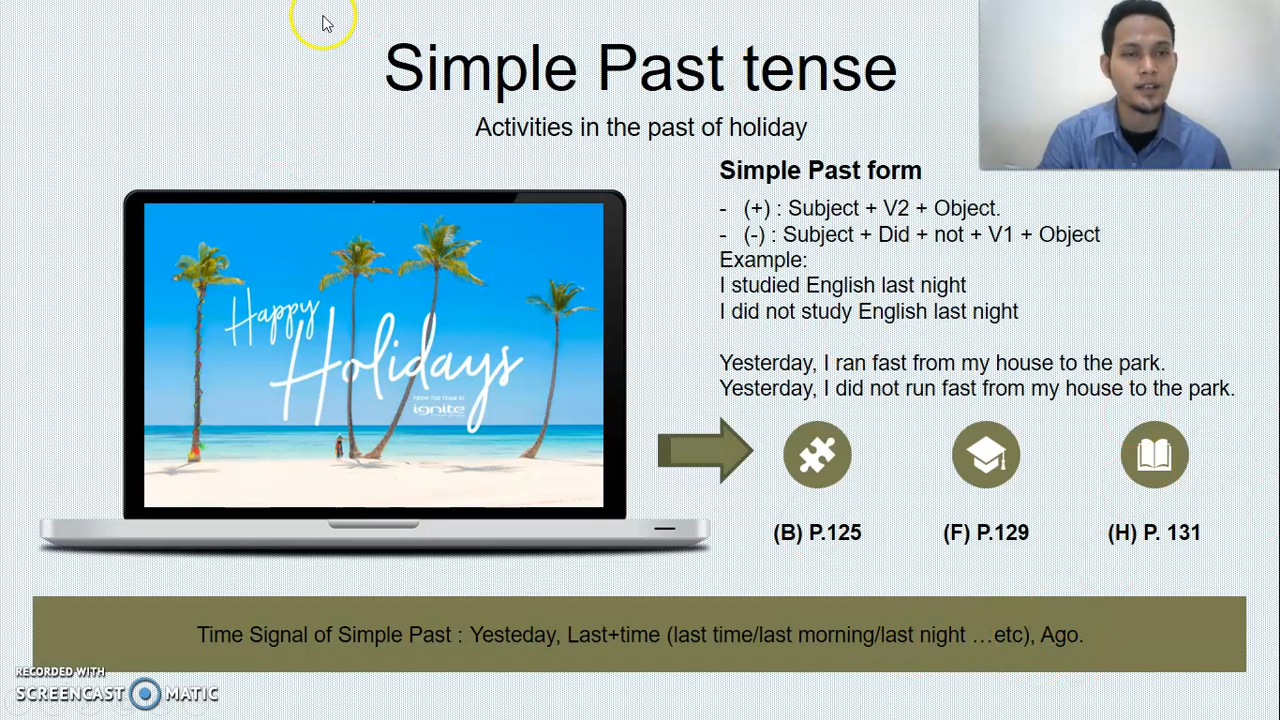 Simple Past tense
Activities in the past of holiday
Simple Past form
- (+) : Subject + V2 + Object.
- (-) : Subject + Did + not + V1 + Object
Example:
I studied English last night
I did not study English last night
Yesterday, I ran fast from my house to the park.
Yesterday, I did not run fast from my house to the park.
Happy
Holidays
FROM THE TEAM AT
ignite
(B) P.125
(F) P.129
(H) P. 131
Time Signal of Simple Past : Yesteday, Last+time (last time/last morning/last night …etc), Ago.
RECORDED WITH
SCREENCAST MATIC